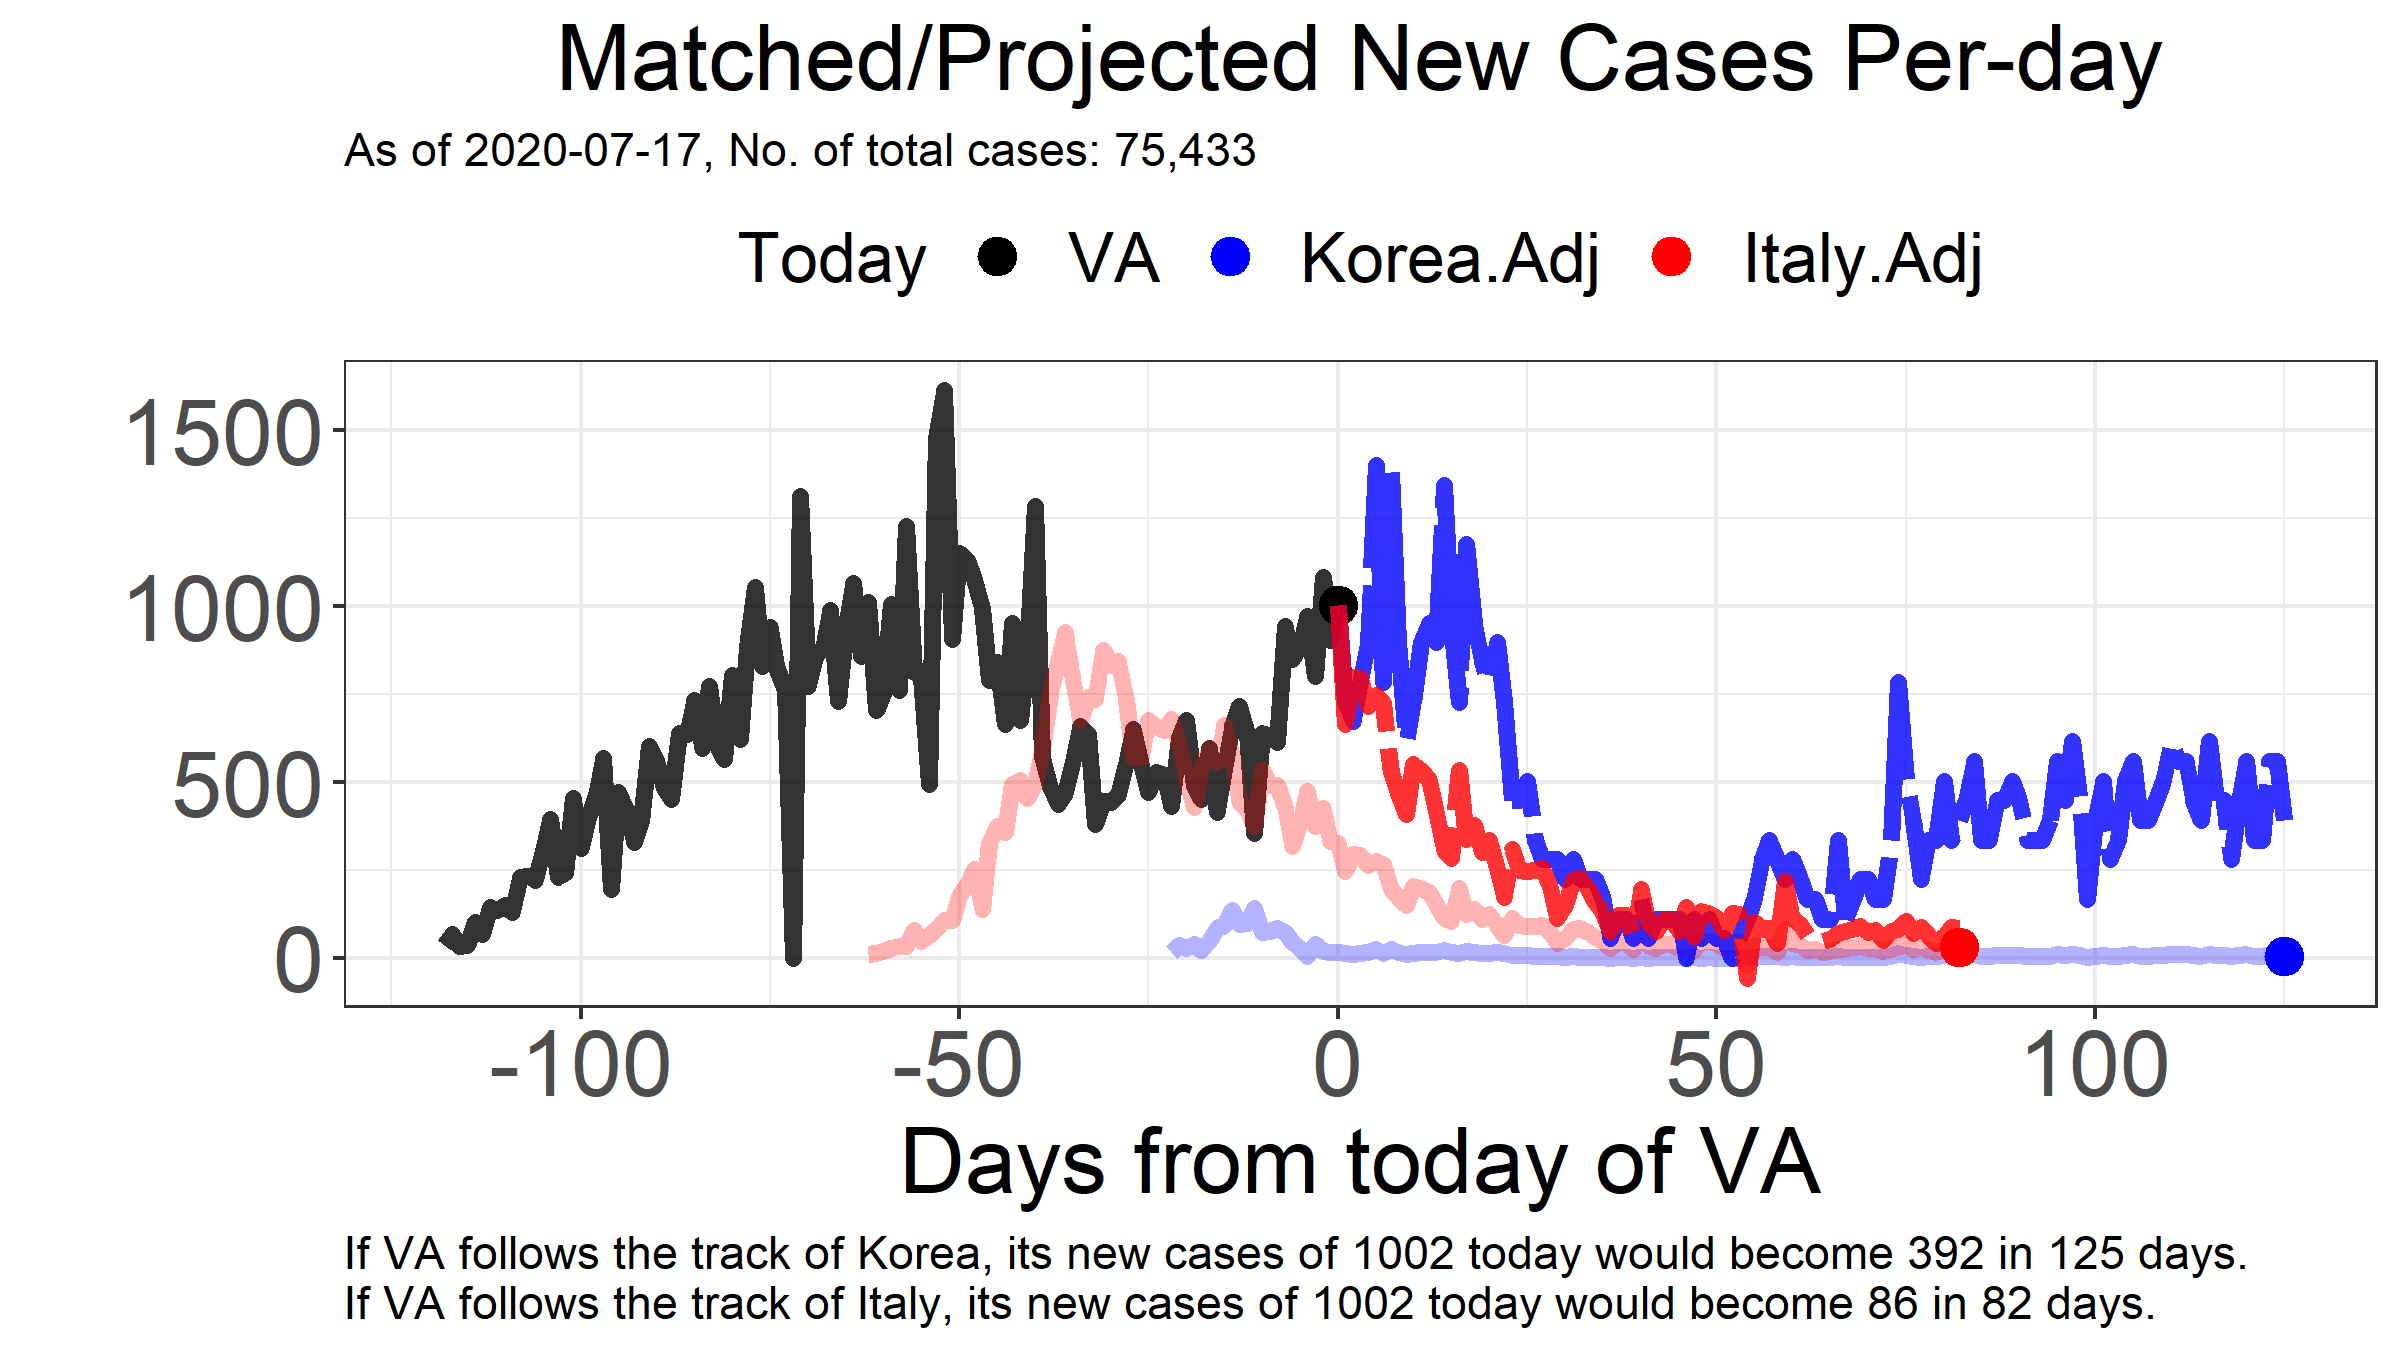 Matched/Projected New Cases Per-day
As of 2020-07-17, No. of total cases: 75,433
Today VA Korea.Adj Italy.Adj
1500
1000
500
0
-100 -50 0 50 100
Days from today of VA
If VA follows the track of Korea, its new cases of 1002 today would become 392 in 125 days.
If VA follows the track of Italy, its new cases of 1002 today would become 86 in 82 days.